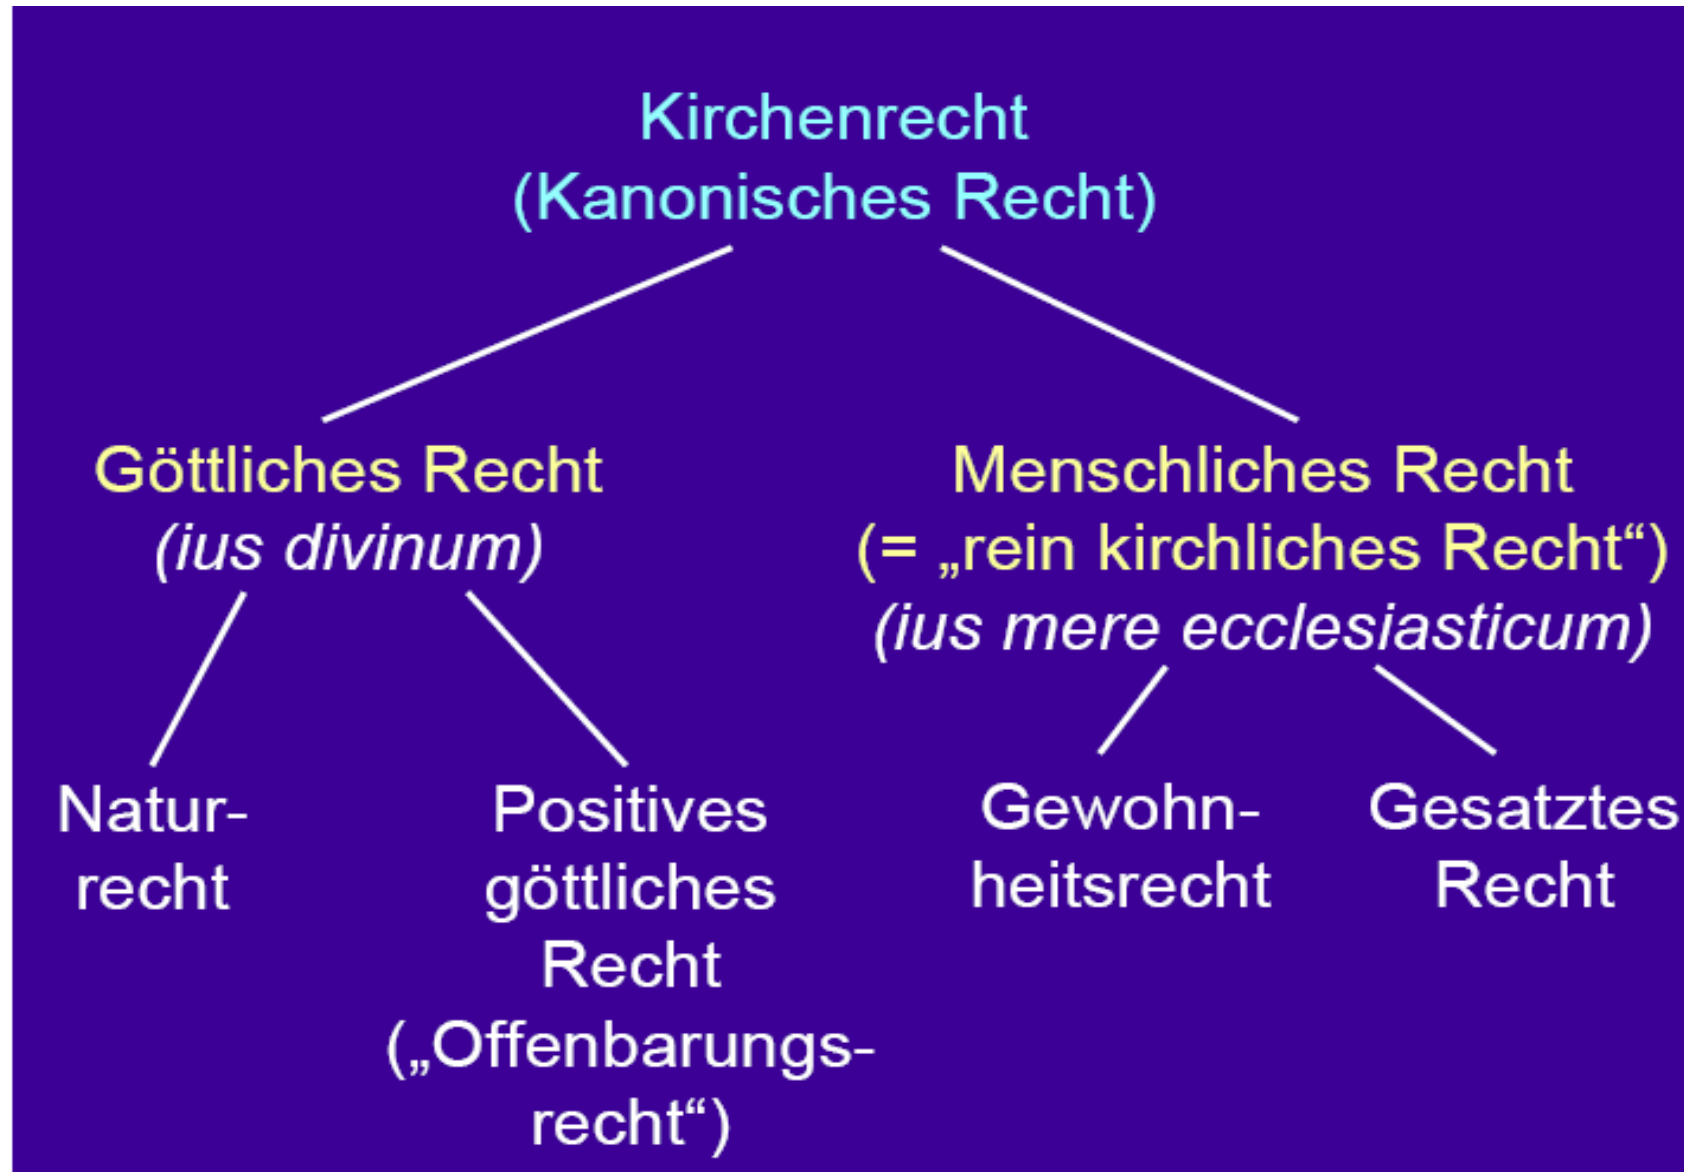 Kirchenrecht
(Kanonisches Recht)
Göttliches Recht
(ius divinum)
Menschliches Recht
(= „rein kirchliches Recht“)
(ius mere ecclesiasticum)
Natur-
recht
Positives
göttliches
Recht
(„Offenbarungs-
recht“)
Gewohn-
heitsrecht
Gesatztes
Recht